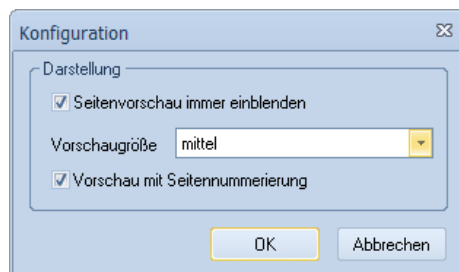 Konfiguration
Darstellung
Seitenvorschau immer einblenden
Vorschaugröße mittel
Vorschau mit Seitennummerierung
OK Abbrechen